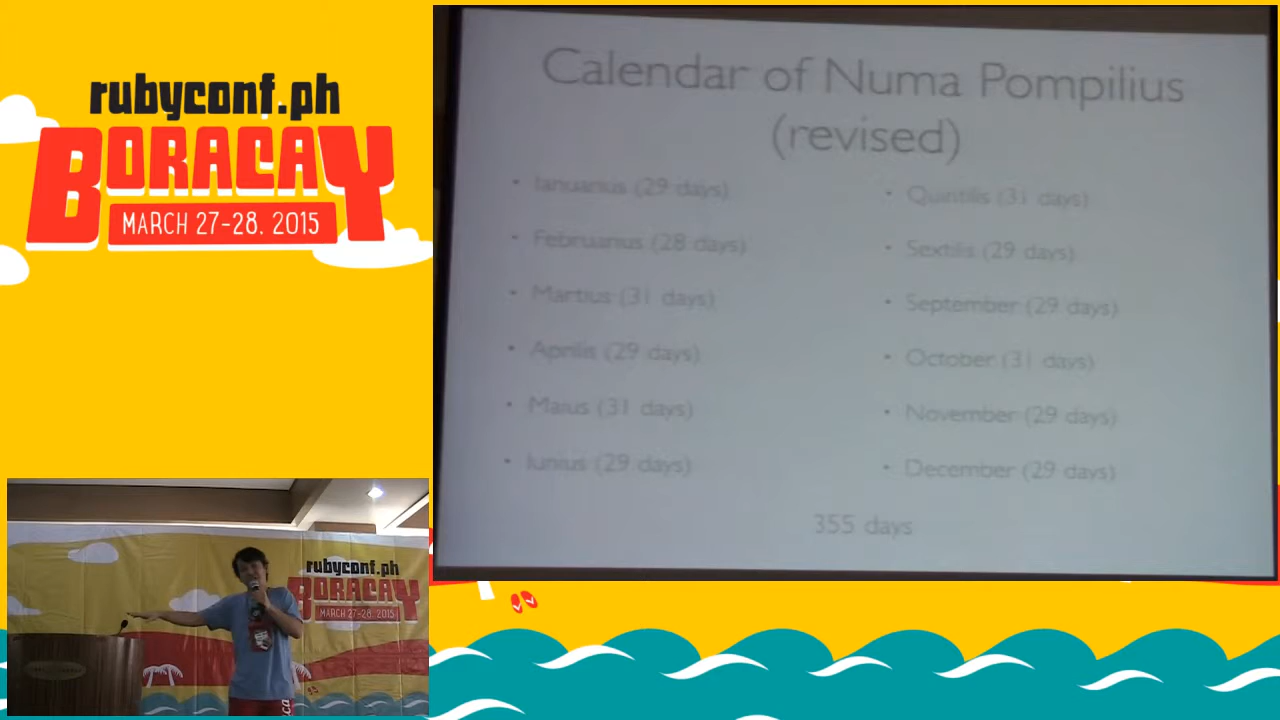 rubyconf.ph
BORACAY
MARCH 27-28, 2015
Calendar of Numa Pompilius
(revised)
• Ianuarius (29 days)
• Februarius (28 days)
• Martius (31 days)
• Aprilis (29 days)
• Maius (31 days)
• Iunius (29 days)
• Quintilis (31 days)
• Sextilis (29 days)
• September (29 days)
• October (31 days)
• November (29 days)
• December (29 days)
355 days
rubyconf.ph
BORACAY
MARCH 27-28, 2015